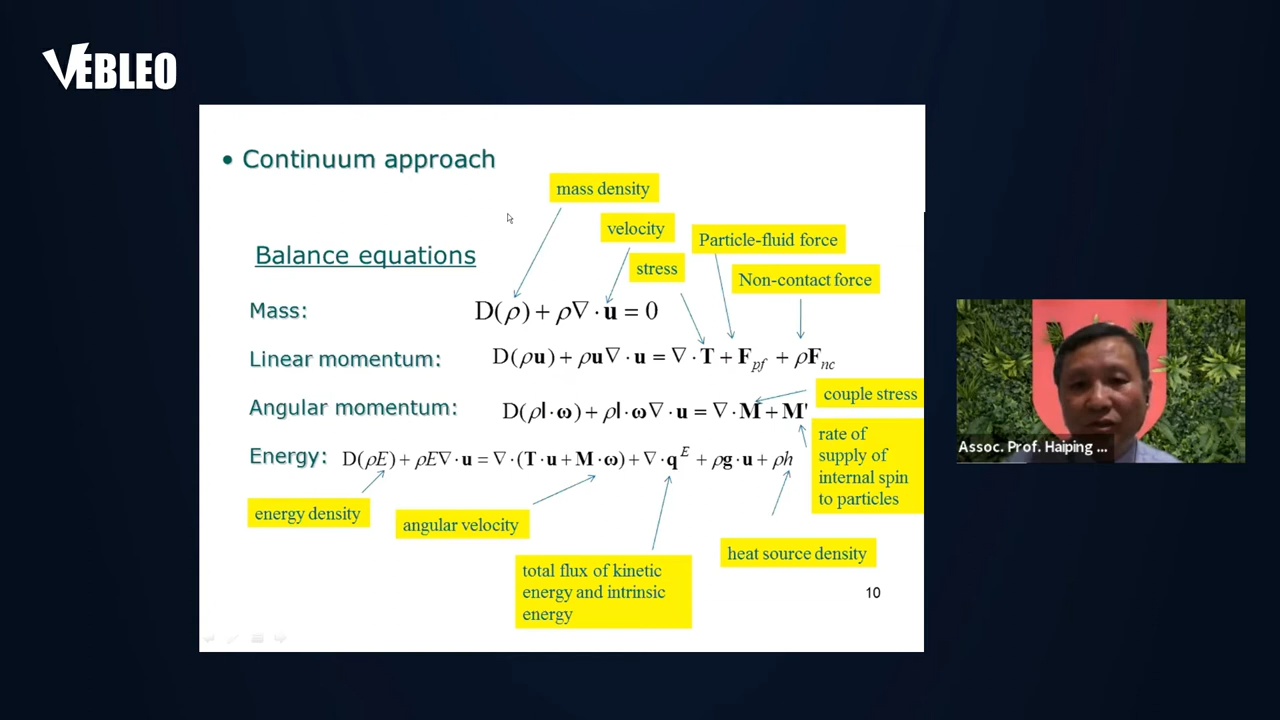 VEBLEO
• Continuum approach
mass density
velocity
Particle-fluid force
stress
Non-contact force
Balance equations
Mass: D(ρ) + ρ∇ · u = 0
Linear momentum: D(ρu) + ρu∇ · u = ∇ · T + F_pf + ρF_nc
couple stress
Angular momentum: D(ρI · ω) + ρI · ω∇ · u = ∇ · M + M'
rate of
supply of
internal spin
to particles
Energy: D(ρE) + ρE∇ · u = ∇ · (T · u + M · ω) + ∇ · q^E + ρg · u + ρh
energy density
angular velocity
heat source density
total flux of kinetic
energy and intrinsic
energy
10
Assoc. Prof. Haiping ...